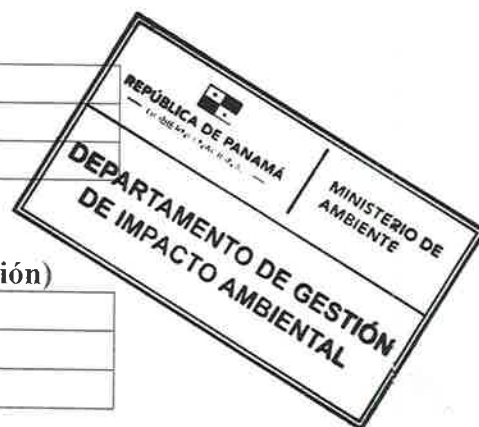 REPÚBLICA DE PANAMÁ
MINISTERIO DE
AMBIENTE
DEPARTAMENTO DE GESTIÓN
DE IMPACTO AMBIENTAL
ión)